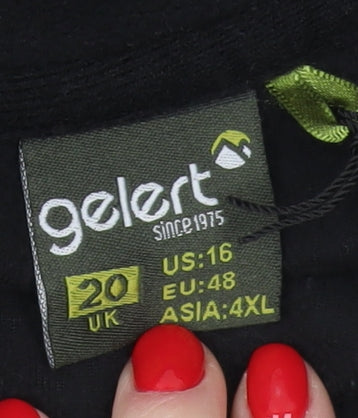 gelert
since 1975
US:16
20 EU:48
UK ASIA:4XL